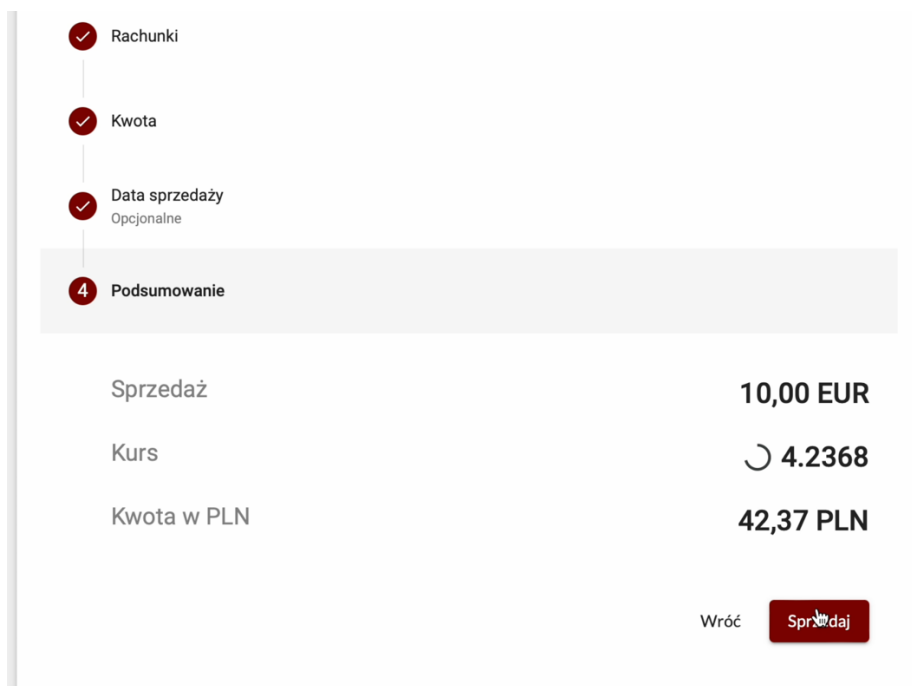 Rachunki
Kwota
Data sprzedaży
Opcjonalne
4 Podsumowanie
Sprzedaż 10,00 EUR
Kurs 4.2368
Kwota w PLN 42,37 PLN
Wróć Sprzedaj